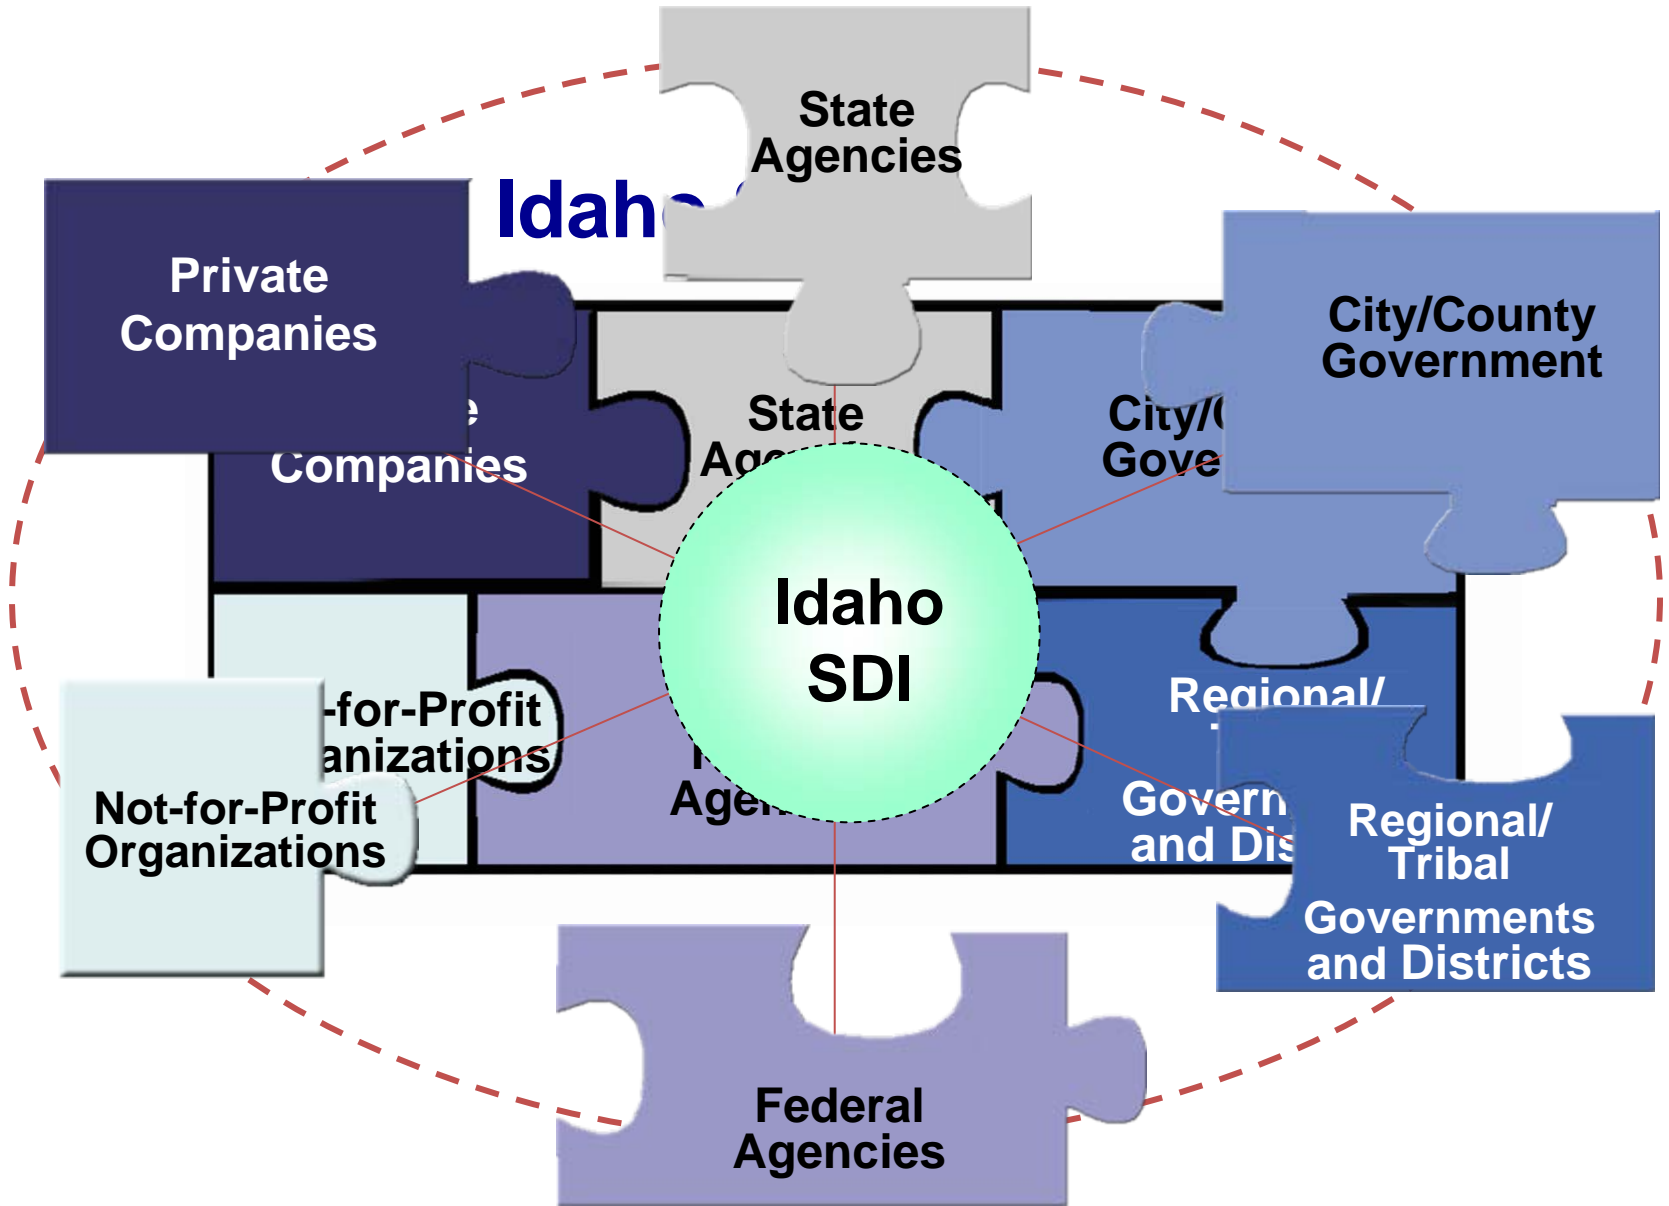 State
Agencies
Idaho
Private
Companies
City/County
Government
State
Companies
-for-Profit
anizations
Idaho
SDI
Regional/
and
Not-for-Profit
Organizations
Regional/
Tribal
Governments
and Districts
Federal
Agencies